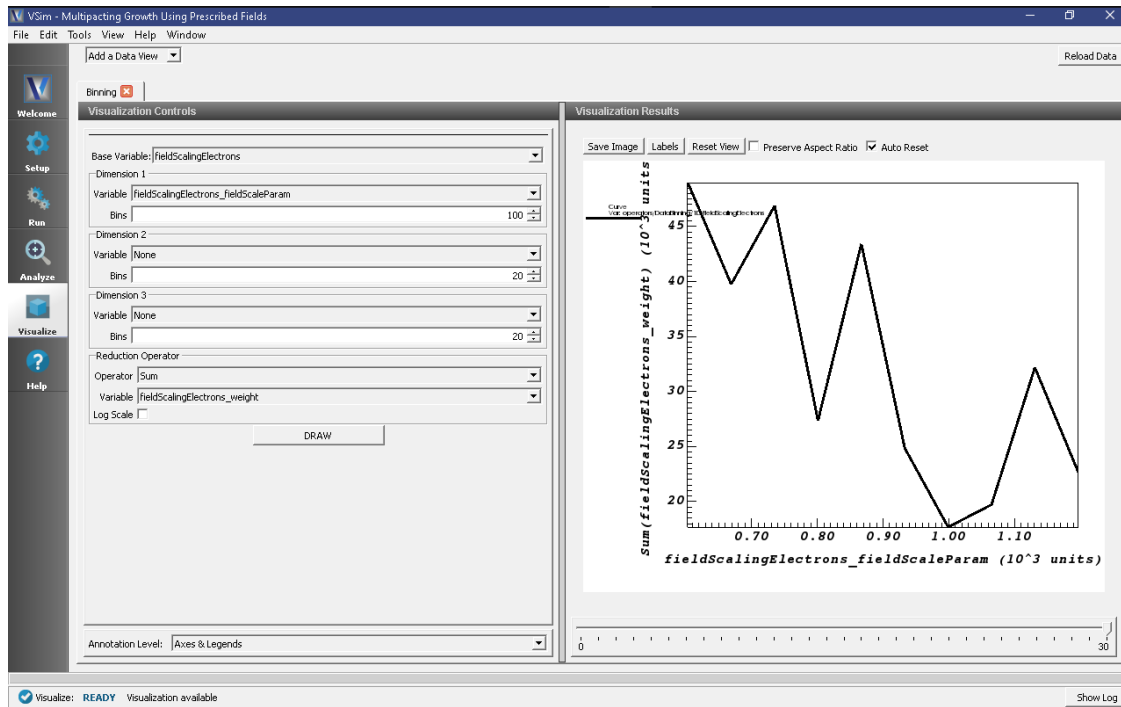 VSim - Multipacting Growth Using Prescribed Fields
File Edit Tools View Help Window
Add a Data View
Reload Data
Binning
Welcome
Setup
Run
Analyze
Visualize
Help
Visualization Controls
Base Variable: fieldScalingElectrons
Dimension 1
Variable fieldScalingElectrons_fieldScaleParam
Bins 100
Dimension 2
Variable None
Bins 20
Dimension 3
Variable None
Bins 20
Reduction Operator
Operator Sum
Variable fieldScalingElectrons_weight
Log Scale
DRAW
Annotation Level: Axes & Legends
Visualization Results
Save Image Labels Reset View Preserve Aspect Ratio Auto Reset
Curve
Var: operators/DataBinning/1D/fieldScalingElectrons
Sum(fieldScalingElectrons_weight) (10^3 units
45
40
35
30
25
20
0.70 0.80 0.90 1.00 1.10
fieldScalingElectrons_fieldScaleParam (10^3 units)
0 30
Visualize: READY Visualization available
Show Log